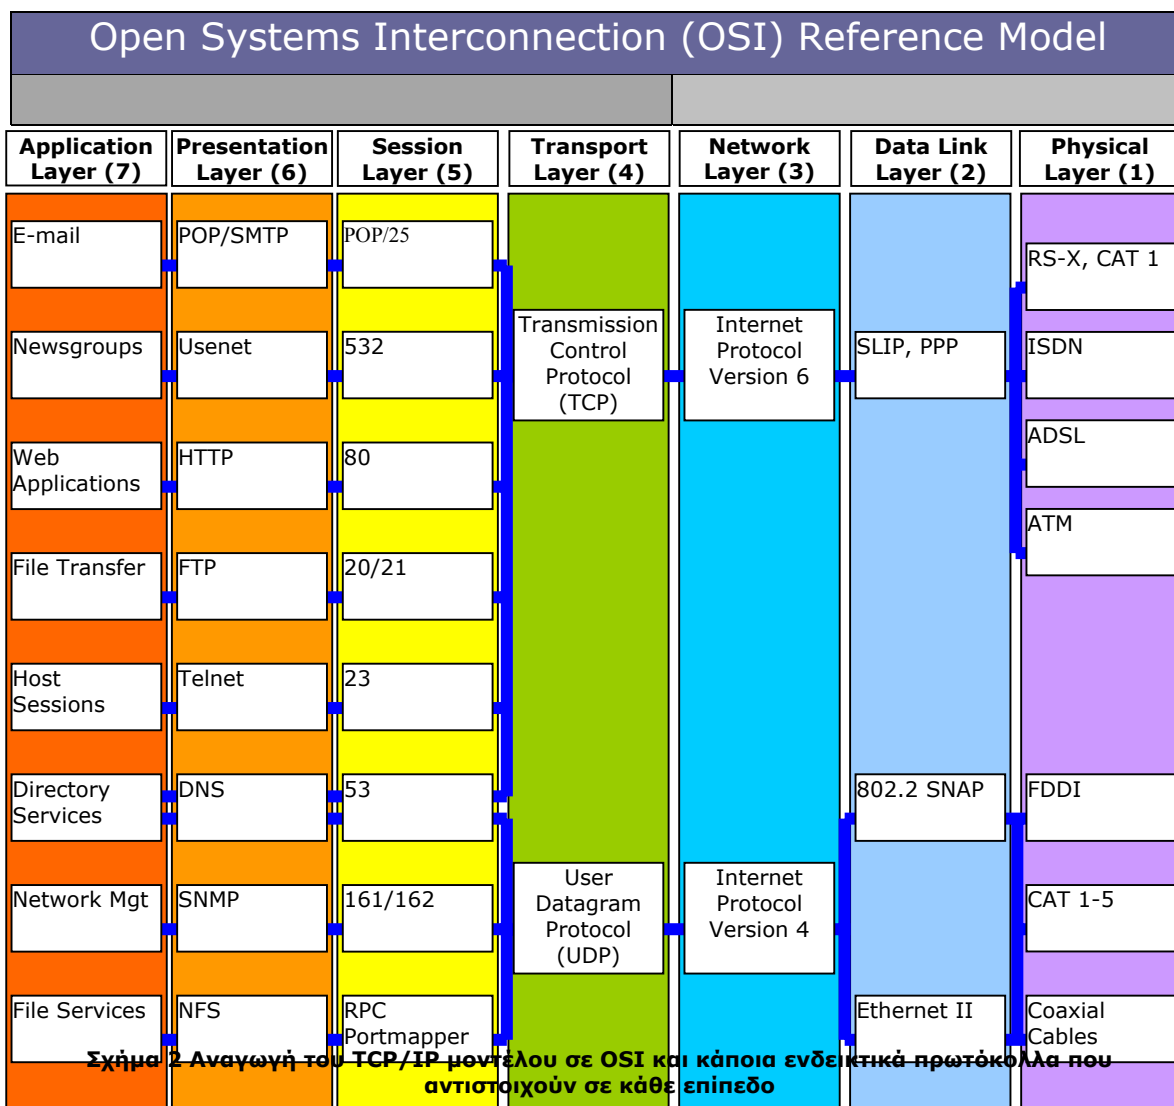 Open Systems Interconnection (OSI) Reference Model
Application
Layer (7)
Presentation
Layer (6)
Session
Layer (5)
Transport
Layer (4)
Network
Layer (3)
Data Link
Layer (2)
Physical
Layer (1)
E-mail
POP/SMTP
POP/25
RS-X, CAT 1
Newsgroups
Usenet
532
Transmission
Control
Protocol
(TCP)
Internet
Protocol
Version 6
SLIP, PPP
ISDN
Web
Applications
HTTP
80
ADSL
File Transfer
FTP
20/21
ATM
Host
Sessions
Telnet
23
Directory
Services
DNS
53
802.2 SNAP
FDDI
Network Mgt
SNMP
161/162
User
Datagram
Protocol
(UDP)
Internet
Protocol
Version 4
CAT 1-5
File Services
NFS
RPC
Portmapper
Ethernet II
Coaxial
Cables
Σχήμα 2 Αναγωγή του TCP/IP μοντέλου σε OSI και κάποια ενδεικτικά πρωτόκολλα που
αντιστοιχούν σε κάθε επίπεδο